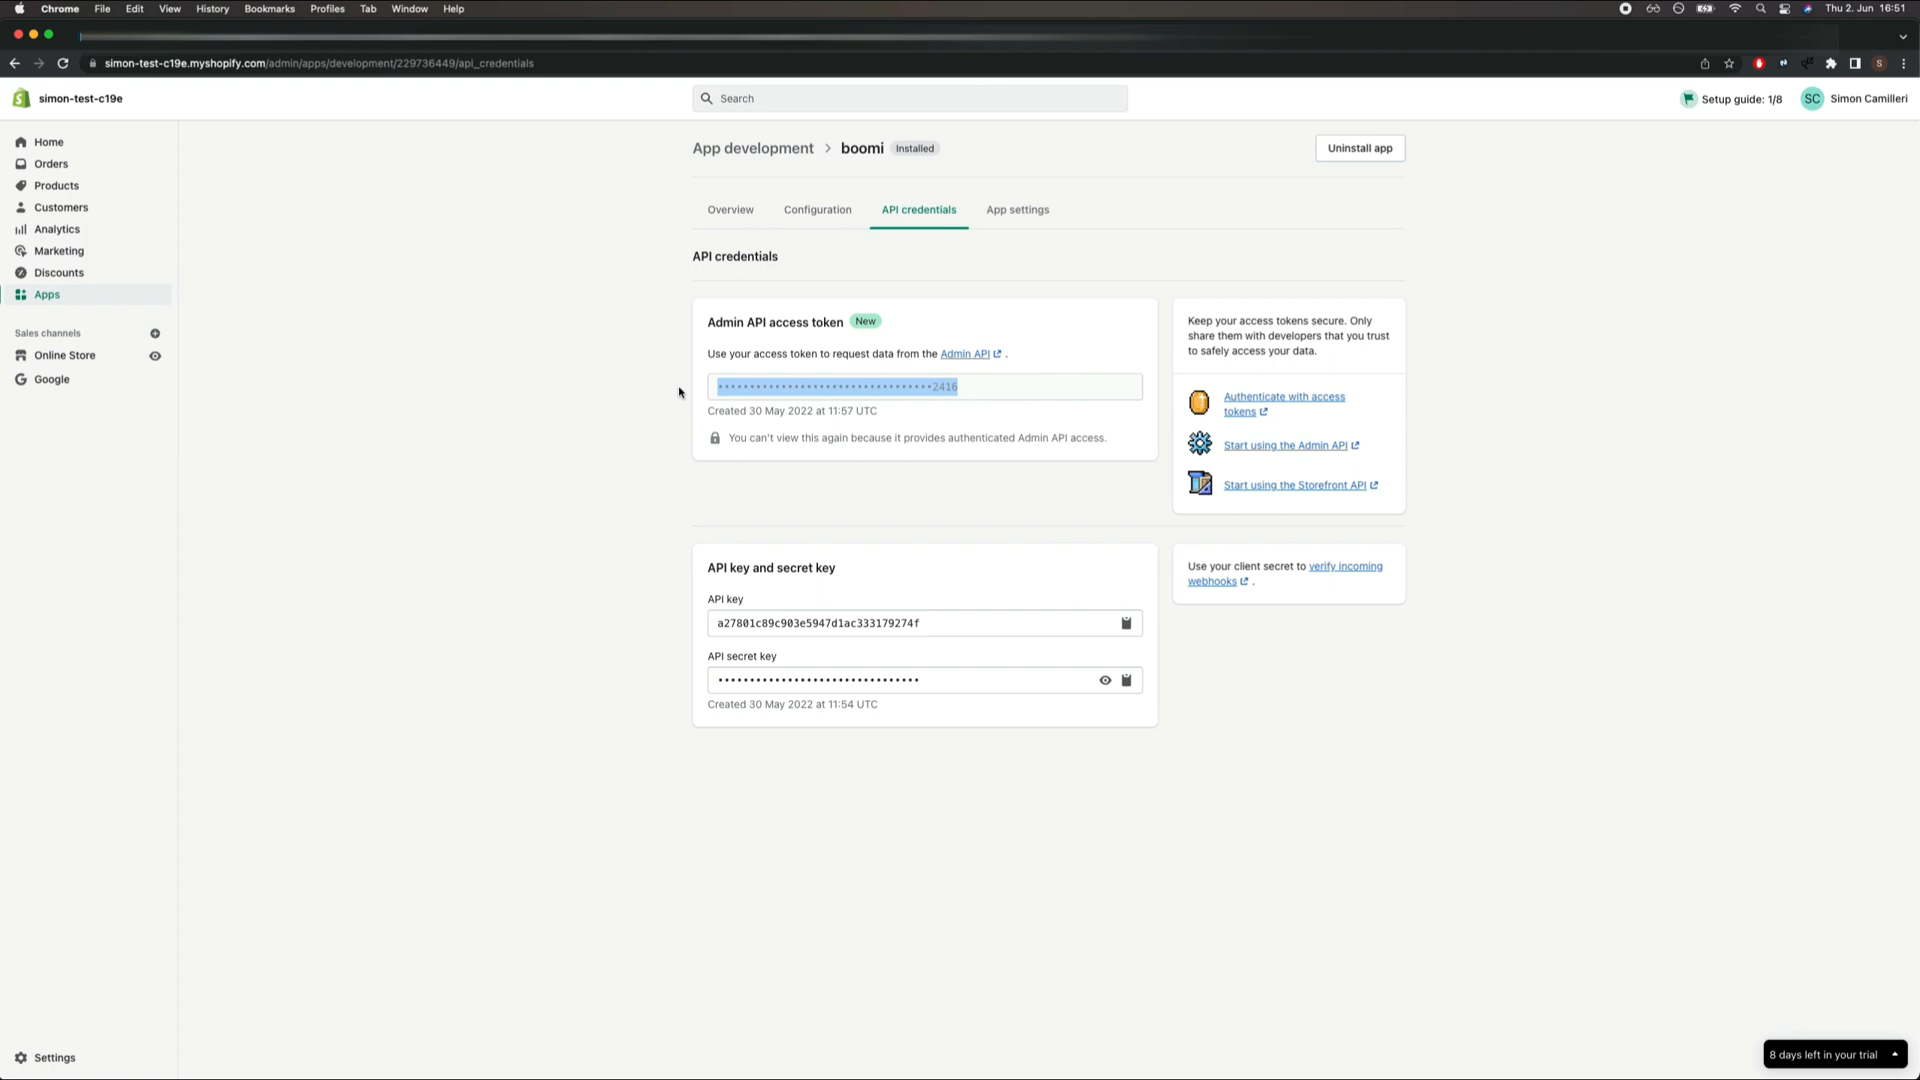 Chrome File Edit View History Bookmarks Profiles Tab Window Help Thu 2. Jun 16:51
simon-test-c19e.myshopify.com/admin/apps/development/229736449/api_credentials S
simon-test-c19e Search Setup guide: 1/8 SC Simon Camilleri
Home
Orders
Products
Customers
Analytics
Marketing
Discounts
Apps
Sales channels
Online Store
Google
Settings
App development > boomi Installed Uninstall app
Overview Configuration API credentials App settings
API credentials
Admin API access token New
Use your access token to request data from the Admin API .
••••••••••••••••••••••••••••••••••2416
Created 30 May 2022 at 11:57 UTC
You can't view this again because it provides authenticated Admin API access.
Keep your access tokens secure. Only
share them with developers that you trust
to safely access your data.
Authenticate with access
tokens
Start using the Admin API
Start using the Storefront API
API key and secret key
API key
a27801c89c903e5947d1ac333179274f
API secret key
••••••••••••••••••••••••••••••••
Created 30 May 2022 at 11:54 UTC
Use your client secret to verify incoming
webhooks .
8 days left in your trial